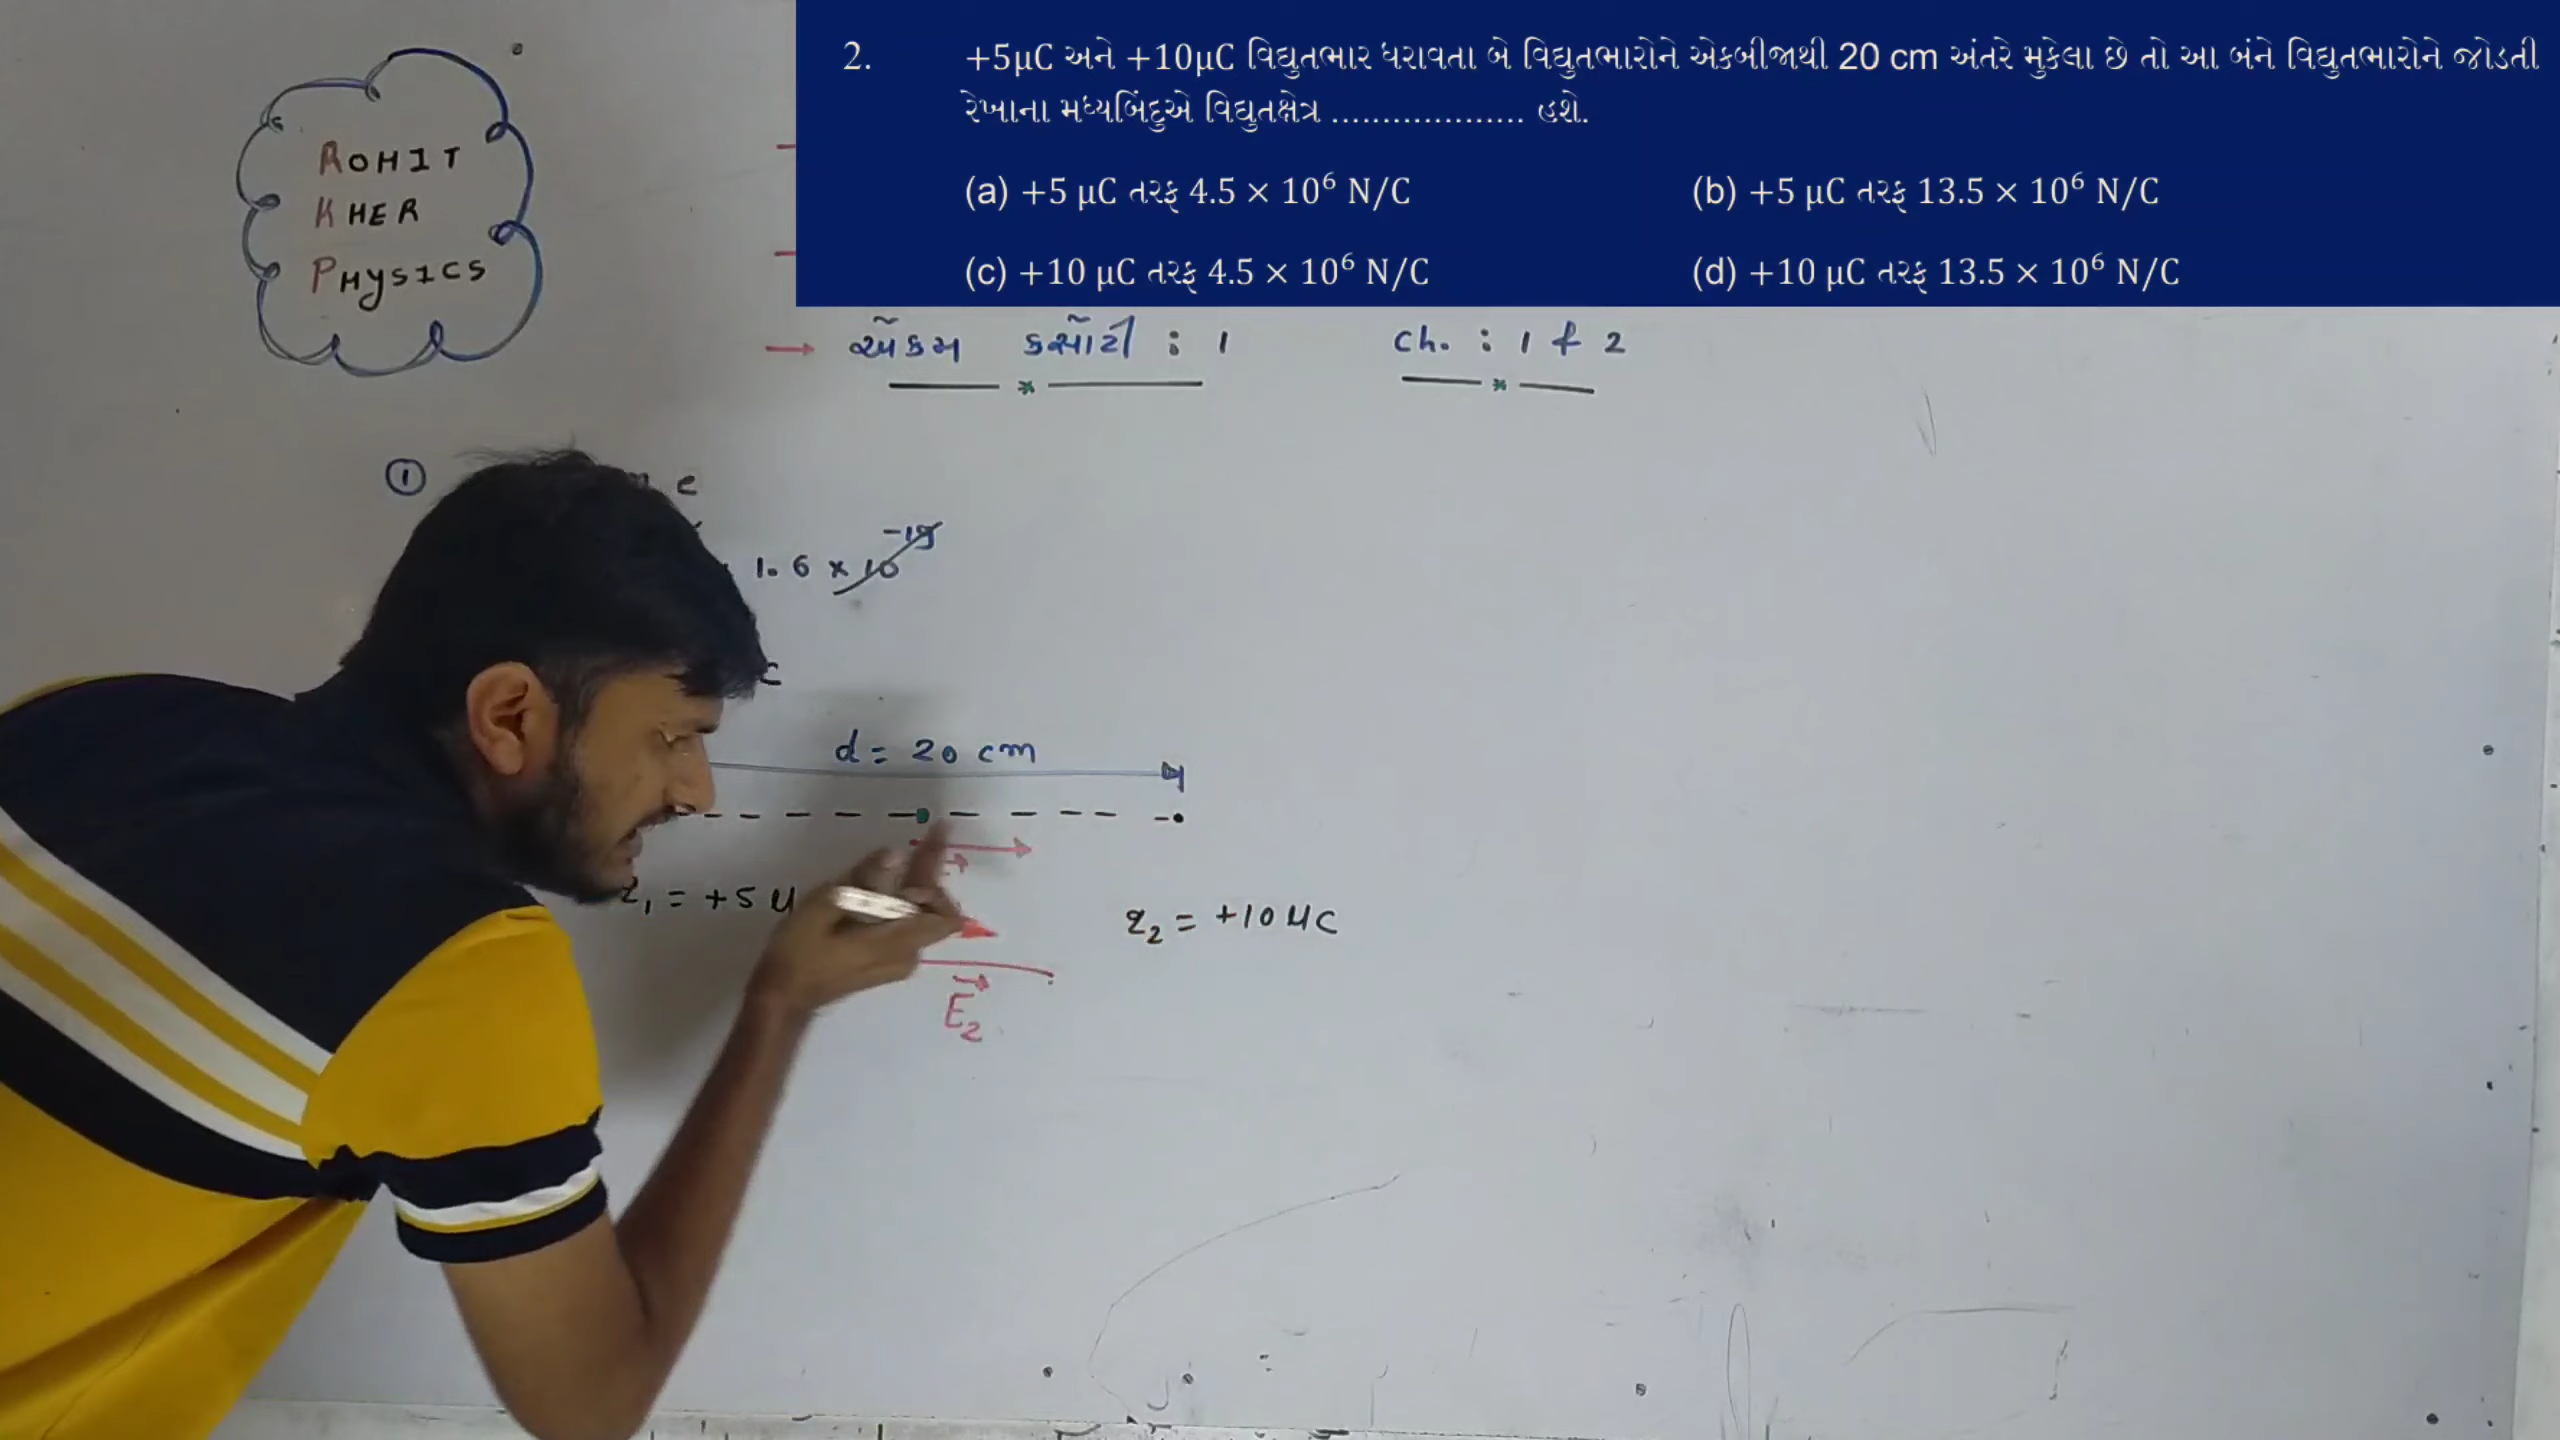 ROHIT
KHER
PHYSICS
2. +5μC અને +10μC વિદ્યુતભાર ધરાવતા બે વિદ્યુતભારોને એકબીજાથી 20 cm અંતરે મુકેલા છે તો આ બંને વિદ્યુતભારોને જોડતી
રેખાના મધ્યબિંદુએ વિદ્યુતક્ષેત્ર ................... હશે.
(a) +5 μC તરફ 4.5 × 10⁶ N/C (b) +5 μC તરફ 13.5 × 10⁶ N/C
(c) +10 μC તરફ 4.5 × 10⁶ N/C (d) +10 μC તરફ 13.5 × 10⁶ N/C
→ એકમ કસોટી : 1 Ch. : 1 & 2
① e
1.6 × 10⁻¹⁹
c
d = 20 cm
q₁ = +5 μ
q₂ = +10 μC
E₂